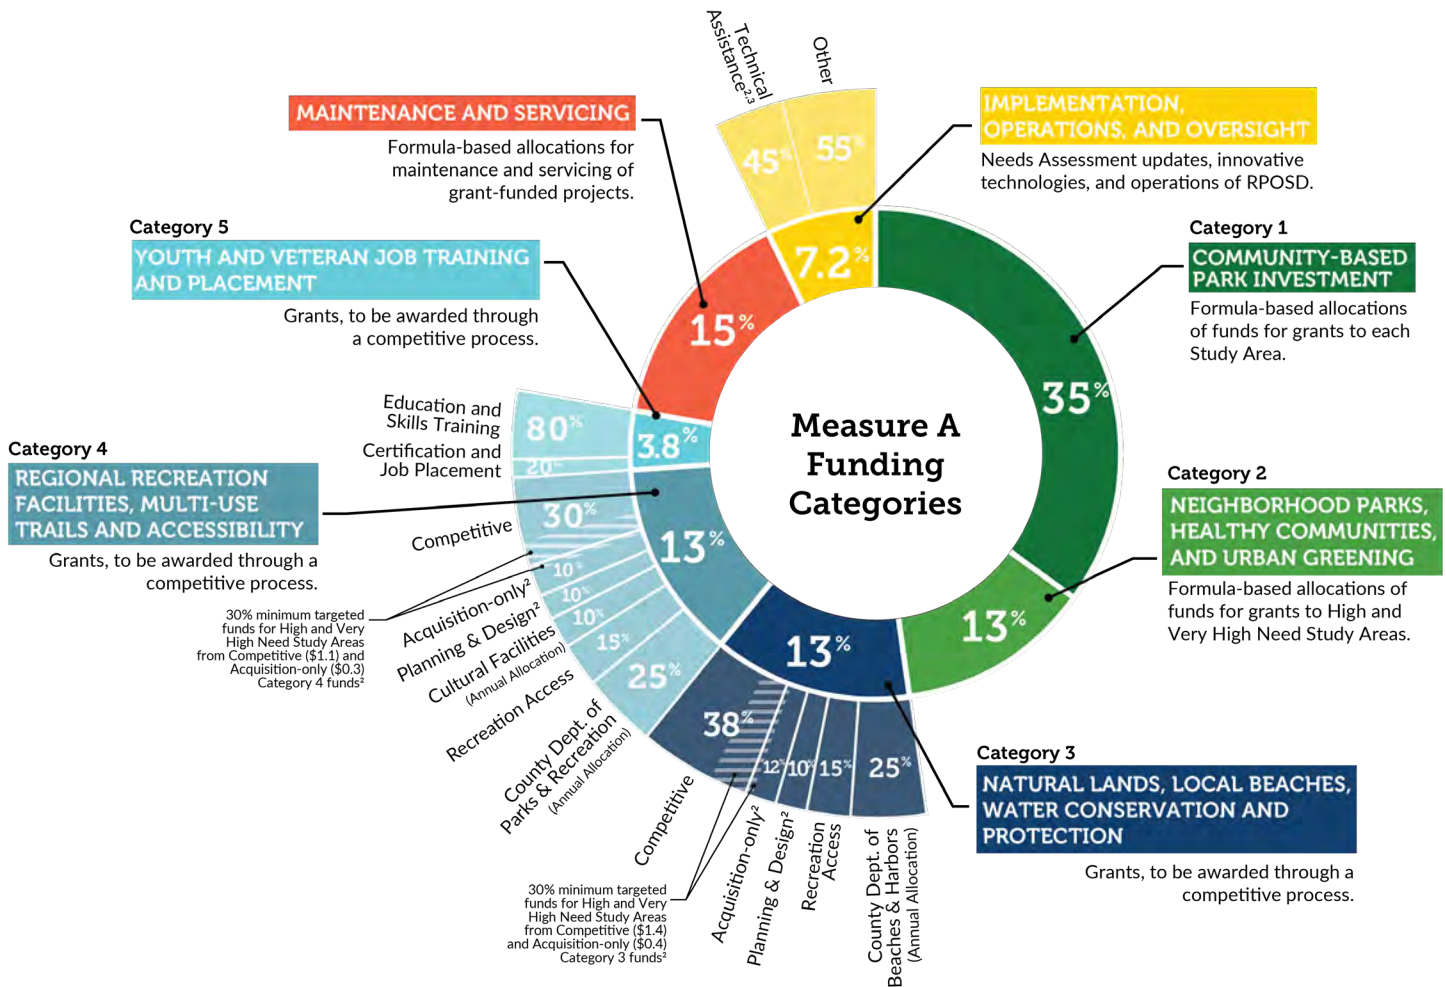 Technical
Assistance2,3
Other
45%
55%
MAINTENANCE AND SERVICING
Formula-based allocations for
maintenance and servicing of
grant-funded projects.
IMPLEMENTATION,
OPERATIONS, AND OVERSIGHT
Needs Assessment updates, innovative
technologies, and operations of RPOSD.
7.2%
15%
Category 5
YOUTH AND VETERAN JOB TRAINING
AND PLACEMENT
Grants, to be awarded through
a competitive process.
Category 1
COMMUNITY-BASED
PARK INVESTMENT
Formula-based allocations
of funds for grants to each
Study Area.
35%
Measure A
Funding
Categories
Education and
Skills Training
80%
3.8%
Certification and
Job Placement
20%
Category 4
REGIONAL RECREATION
FACILITIES, MULTI-USE
TRAILS AND ACCESSIBILITY
Grants, to be awarded through a
competitive process.
13%
30%
Competitive
10%
Acquisition-only²
10%
Planning & Design²
10%
Cultural Facilities
(Annual Allocation)
15%
Recreation Access
25%
County Dept. of
Parks & Recreation
(Annual Allocation)
30% minimum targeted
funds for High and Very
High Need Study Areas
from Competitive ($1.1) and
Acquisition-only ($0.3)
Category 4 funds²
Category 2
NEIGHBORHOOD PARKS,
HEALTHY COMMUNITIES,
AND URBAN GREENING
Formula-based allocations of
funds for grants to High and
Very High Need Study Areas.
13%
13%
38%
12%
10%
15%
25%
Competitive
Acquisition-only²
Planning & Design²
Recreation
Access
County Dept. of
Beaches & Harbors
(Annual Allocation)
30% minimum targeted
funds for High and Very
High Need Study Areas
from Competitive ($1.4)
and Acquisition-only ($0.4)
Category 3 funds²
Category 3
NATURAL LANDS, LOCAL BEACHES,
WATER CONSERVATION AND
PROTECTION
Grants, to be awarded through a
competitive process.